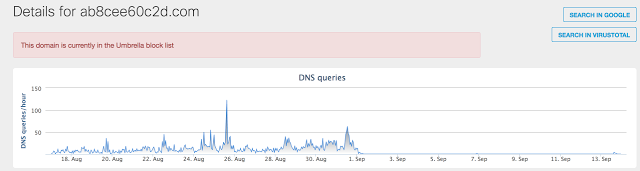 Details for ab8cee60c2d.com
SEARCH IN GOOGLE
SEARCH IN VIRUSTOTAL
This domain is currently in the Umbrella block list
DNS queries
DNS queries/hour
150
100
50
18. Aug 20. Aug 22. Aug 24. Aug 26. Aug 28. Aug 30. Aug 1. Sep 3. Sep 5. Sep 7. Sep 9. Sep 11. Sep 13. Sep